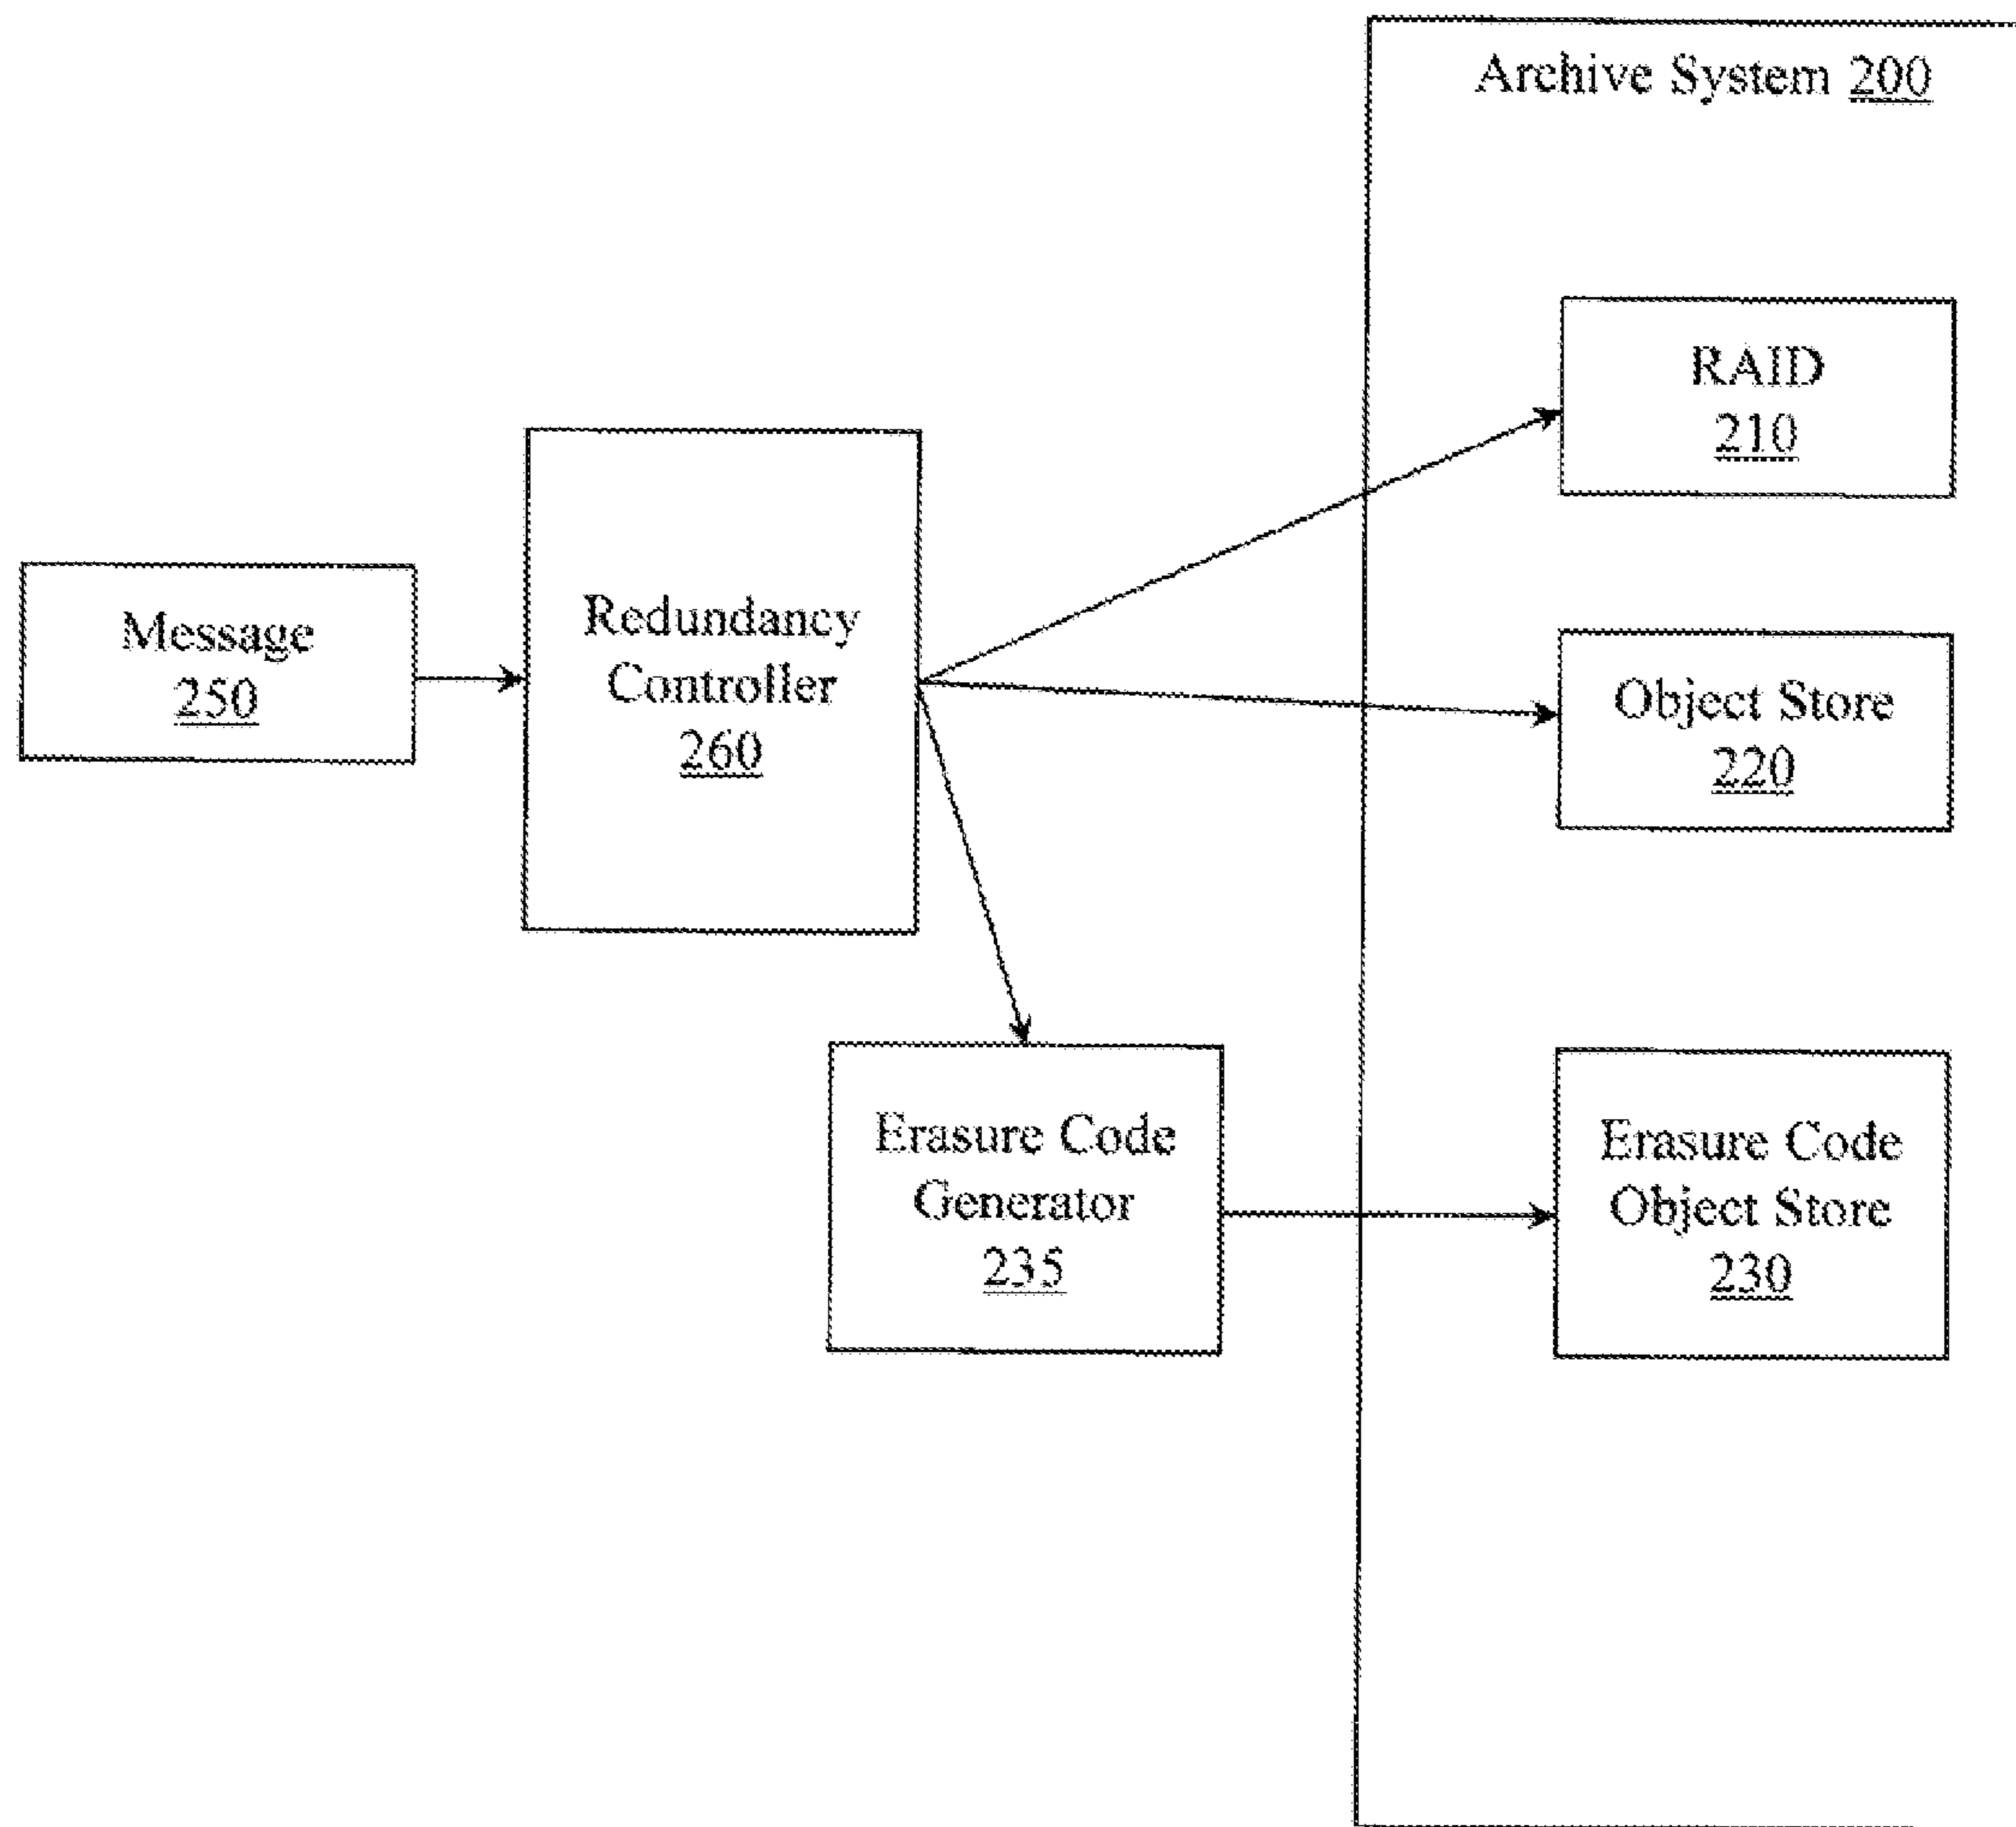 Archive System 200
RAID
210
Message
250
Redundancy
Controller
260
Object Store
220
Erasure Code
Generator
235
Erasure Code
Object Store
230